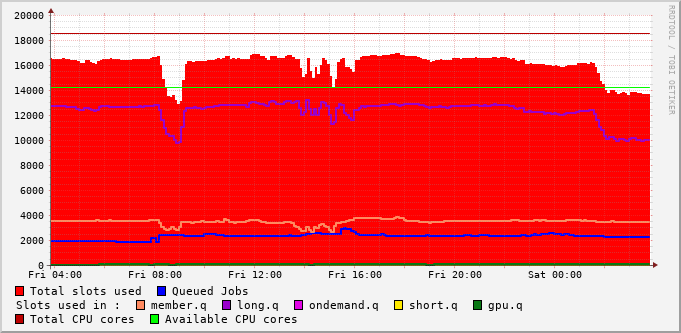 20000
18000
16000
14000
12000
10000
8000
6000
4000
2000
0
Fri 04:00 Fri 08:00 Fri 12:00 Fri 16:00 Fri 20:00 Sat 00:00
Total slots used Queued Jobs
Slots used in : member.q long.q ondemand.q short.q gpu.q
Total CPU cores Available CPU cores
RRDTOOL / TOBI OETIKER